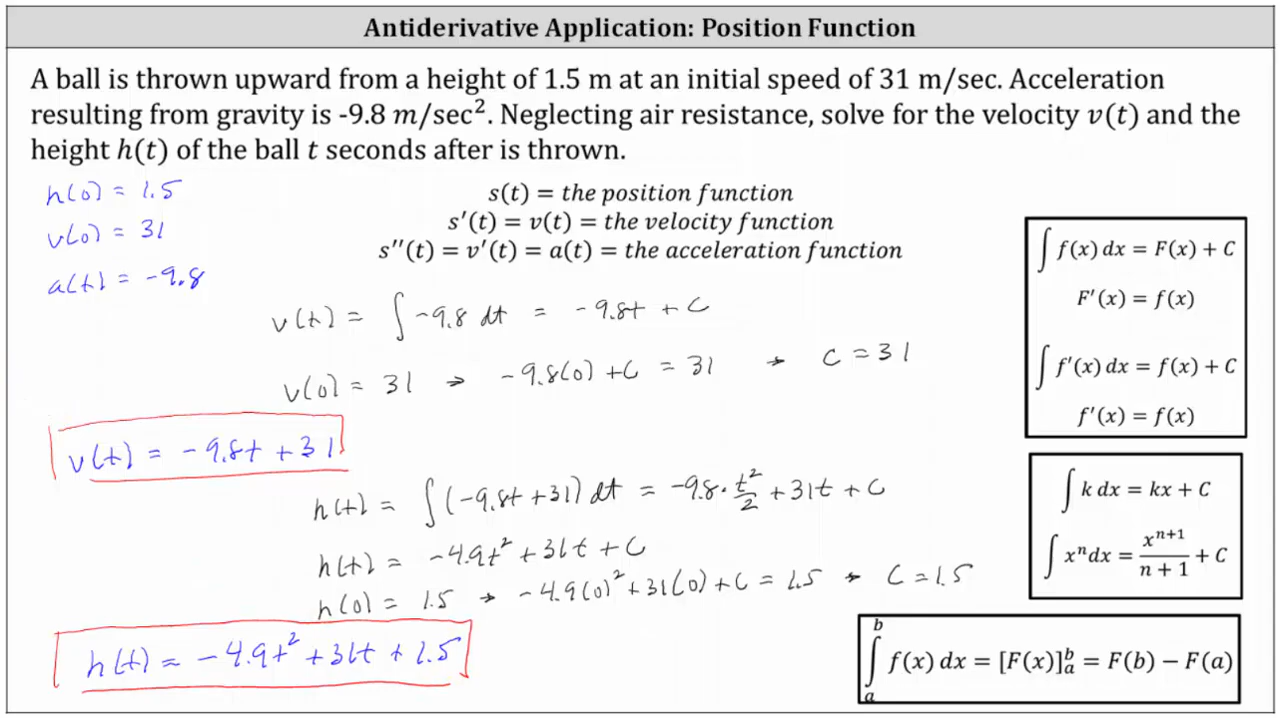 Antiderivative Application: Position Function
A ball is thrown upward from a height of 1.5 m at an initial speed of 31 m/sec. Acceleration
resulting from gravity is -9.8 m/sec². Neglecting air resistance, solve for the velocity v(t) and the
height h(t) of the ball t seconds after is thrown.
h(0) = 1.5
v(0) = 31
a(t) = -9.8
s(t) = the position function
s′(t) = v(t) = the velocity function
s′′(t) = v′(t) = a(t) = the acceleration function
v(t) = ∫ -9.8 dt = -9.8t + C
v(0) = 31 → -9.8(0) + C = 31 → C = 31
v(t) = -9.8t + 31
h(t) = ∫ (-9.8t + 31) dt = -9.8 · t²/2 + 31t + C
h(t) = -4.9t² + 31t + C
h(0) = 1.5 → -4.9(0)² + 31(0) + C = 1.5 → C = 1.5
h(t) = -4.9t² + 31t + 1.5
∫ f(x) dx = F(x) + C
F′(x) = f(x)
∫ f′(x) dx = f(x) + C
f′(x) = f(x)
∫ k dx = kx + C
∫ xⁿ dx = xⁿ⁺¹/(n + 1) + C
∫ₐᵇ f(x) dx = [F(x)]ₐᵇ = F(b) − F(a)